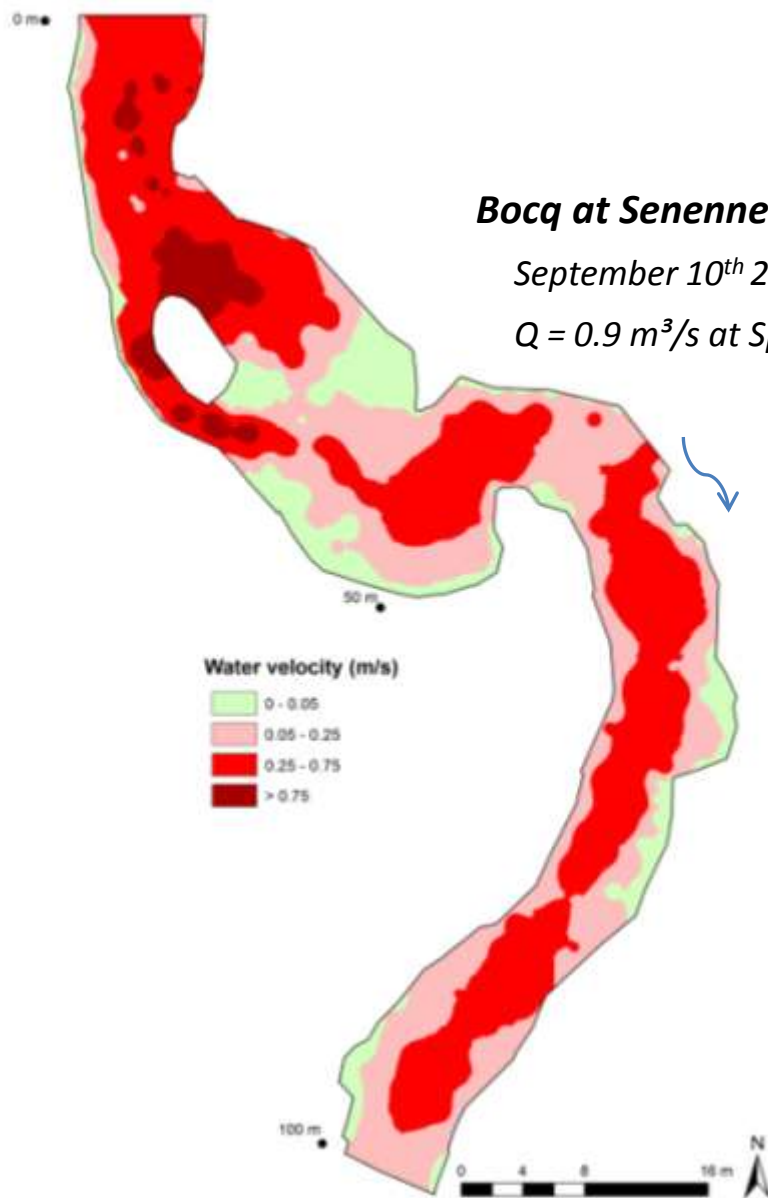 0 m
Bocq at Senenne
September 10th 2
Q = 0.9 m³/s at Sp
50 m
Water velocity (m/s)
0 - 0.05
0.05 - 0.25
0.25 - 0.75
> 0.75
100 m
N
0 4 8 16 m